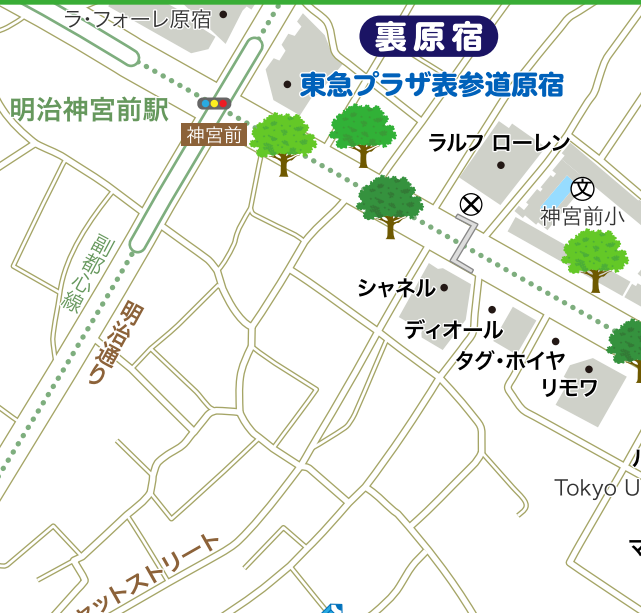 ラ・フォーレ原宿
裏原宿
東急プラザ表参道原宿
明治神宮前駅
神宮前
ラルフ ローレン
文
神宮前小
副都心線
シャネル
明治通り
ディオール
タグ・ホイヤ
リモワ
Tokyo U
マ
ットストリート